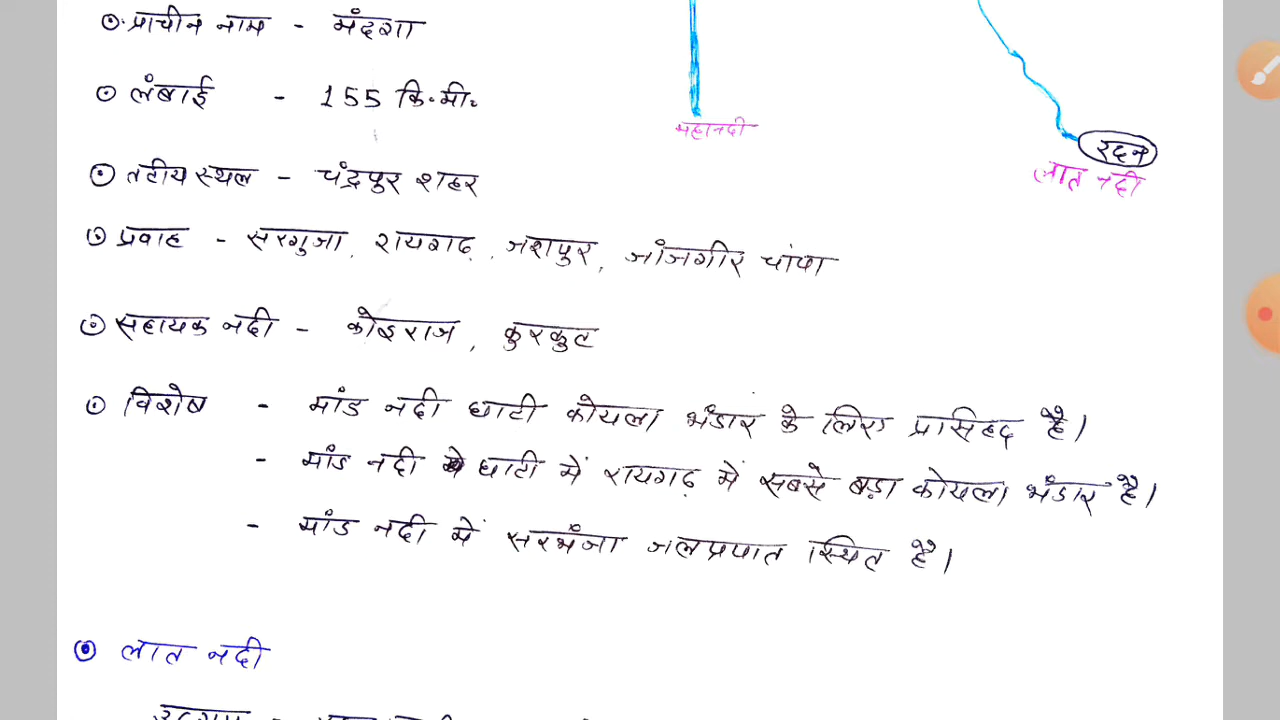 प्राचीन नाम - मंदगा
लंबाई - 155 कि.मी.
महानदी
रदन
लात नदी
तटीय स्थल - चंद्रपुर शहर
प्रवाह - सरगुजा, रायगढ़, जशपुर, जांजगीर चांपा
सहायक नदी - कोइराज, कुरकुट
विशेष - मांड नदी घाटी कोयला भंडार के लिए प्रसिध्द है।
- मांड नदी घाटी में रायगढ़ में सबसे बड़ा कोयला भंडार है।
- मांड नदी में सरभंजा जलप्रपात स्थित है।
लात नदी